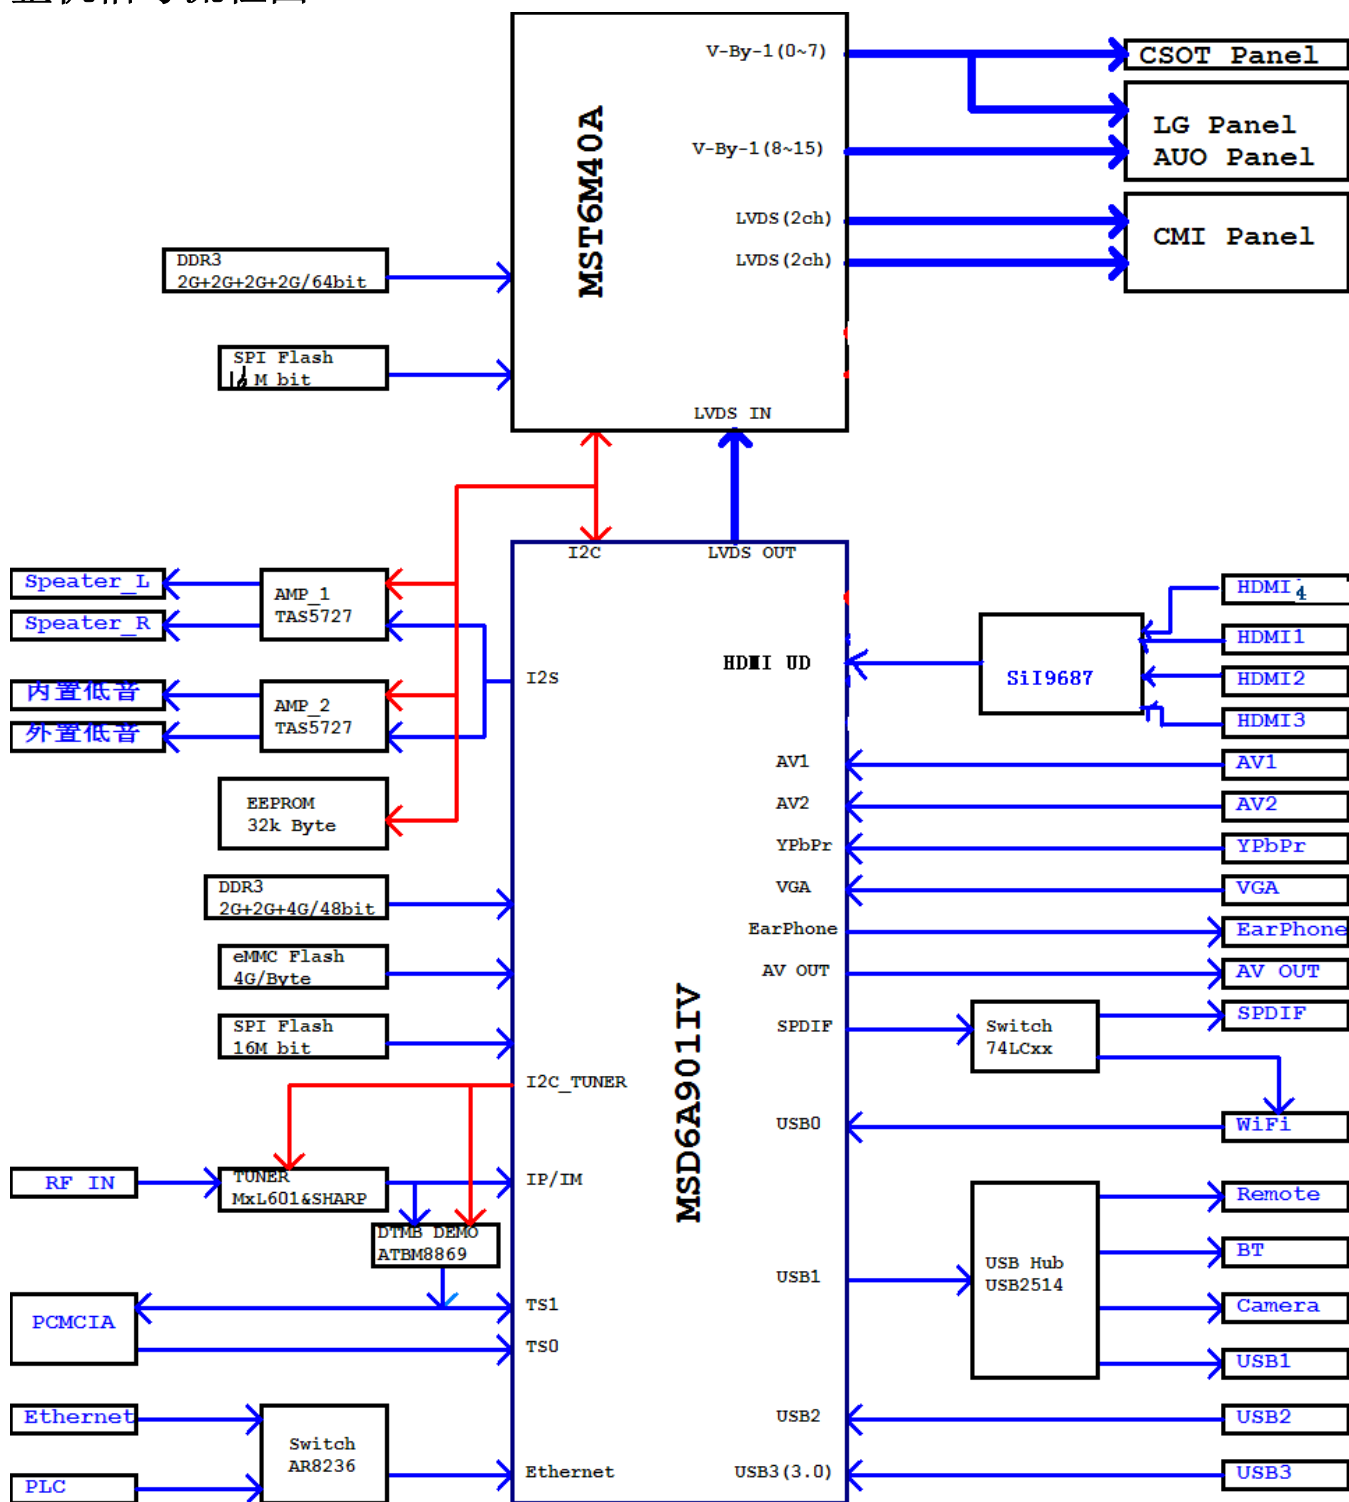 V-By-1(0~7)
CSOT Panel
LG Panel
AUO Panel
V-By-1(8~15)
LVDS(2ch)
CMI Panel
LVDS(2ch)
MST6M40A
DDR3
2G+2G+2G+2G/64bit
SPI Flash
16 M bit
LVDS IN
I2C
LVDS OUT
Speater_L
Speater_R
AMP_1
TAS5727
内置低音
外置低音
AMP_2
TAS5727
I2S
EEPROM
32k Byte
DDR3
2G+2G+4G/48bit
eMMC Flash
4G/Byte
SPI Flash
16M bit
I2C_TUNER
RF IN
TUNER
MxL601&SHARP
IP/IM
DTMB DEMO
ATBM8869
PCMCIA
TS1
TS0
Ethernet
PLC
Switch
AR8236
Ethernet
MSD6A901IV
HDMI UD
SiI9687
HDMI 4
HDMI1
HDMI2
HDMI3
AV1
AV1
AV2
AV2
YPbPr
YPbPr
VGA
VGA
EarPhone
EarPhone
AV OUT
AV OUT
SPDIF
Switch
74LCxx
SPDIF
USB0
WiFi
USB1
USB Hub
USB2514
Remote
BT
Camera
USB1
USB2
USB2
USB3(3.0)
USB3